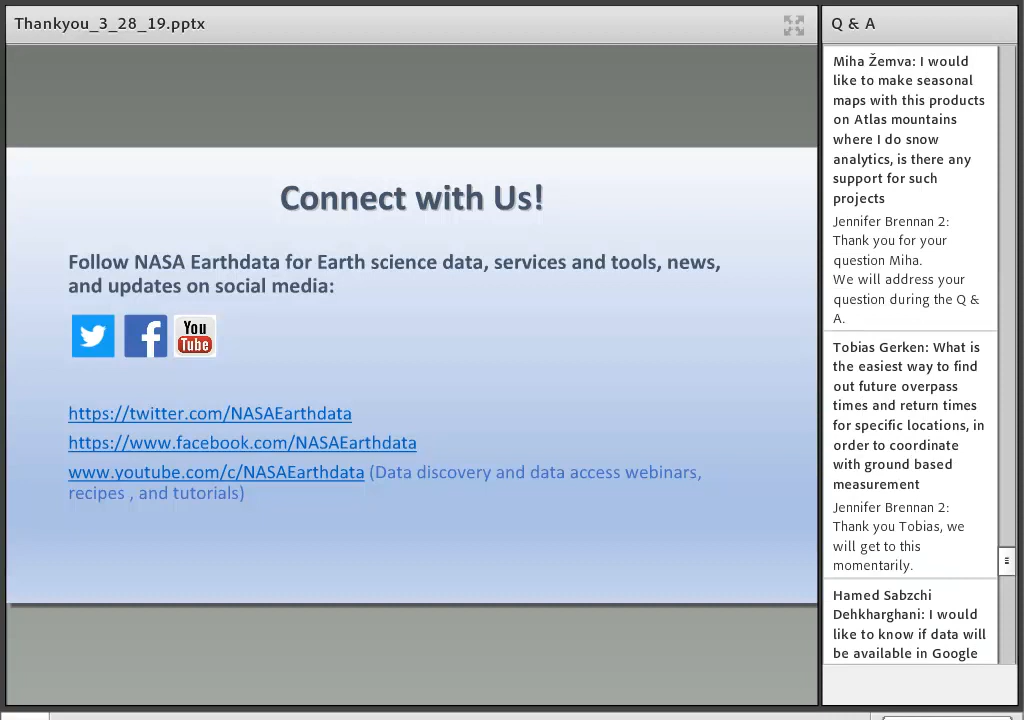 Thankyou_3_28_19.pptx
Connect with Us!
Follow NASA Earthdata for Earth science data, services and tools, news,
and updates on social media:
You
Tube
https://twitter.com/NASAEarthdata
https://www.facebook.com/NASAEarthdata
www.youtube.com/c/NASAEarthdata (Data discovery and data access webinars,
recipes , and tutorials)
Q & A
Miha Žemva: I would
like to make seasonal
maps with this products
on Atlas mountains
where I do snow
analytics, is there any
support for such
projects
Jennifer Brennan 2:
Thank you for your
question Miha.
We will address your
question during the Q &
A.
Tobias Gerken: What is
the easiest way to find
out future overpass
times and return times
for specific locations, in
order to coordinate
with ground based
measurement
Jennifer Brennan 2:
Thank you Tobias, we
will get to this
momentarily.
Hamed Sabzchi
Dehkharghani: I would
like to know if data will
be available in Google